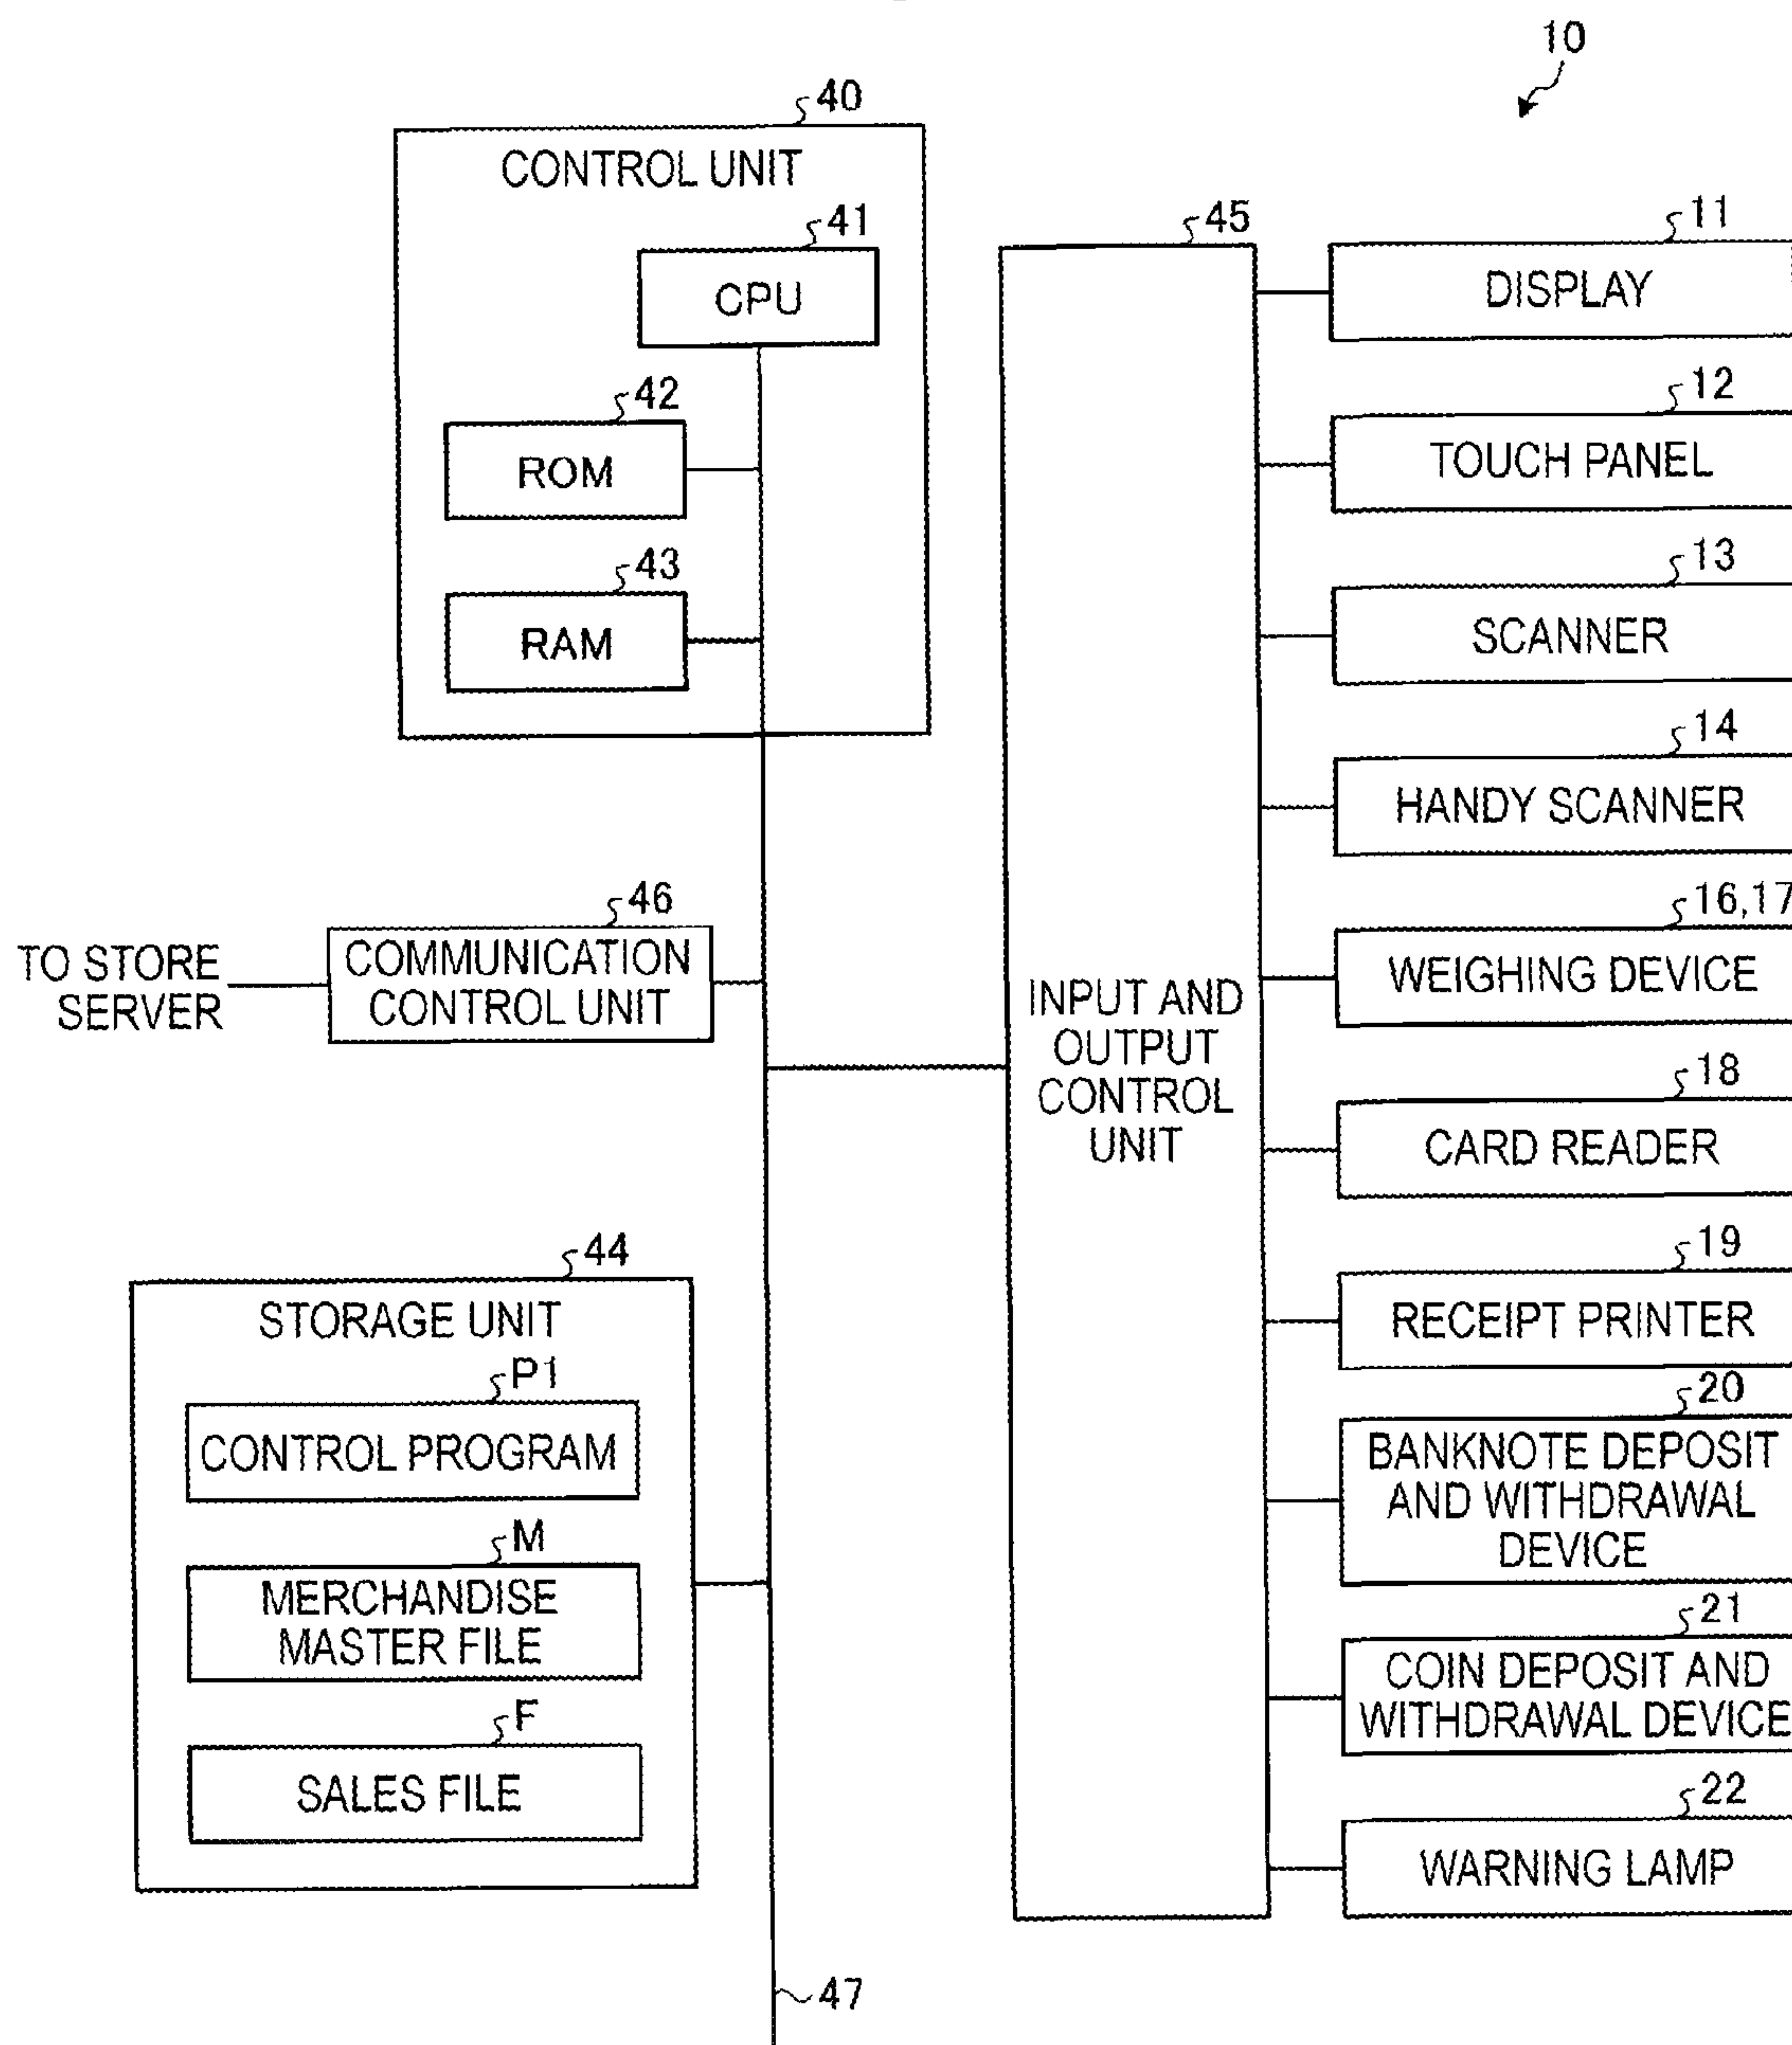 10
40
CONTROL UNIT
41
CPU
42
ROM
43
RAM
46
TO STORE
SERVER
COMMUNICATION
CONTROL UNIT
44
STORAGE UNIT
P1
CONTROL PROGRAM
M
MERCHANDISE
MASTER FILE
F
SALES FILE
47
45
INPUT AND
OUTPUT
CONTROL
UNIT
11
DISPLAY
12
TOUCH PANEL
13
SCANNER
14
HANDY SCANNER
16,17
WEIGHING DEVICE
18
CARD READER
19
RECEIPT PRINTER
20
BANKNOTE DEPOSIT
AND WITHDRAWAL
DEVICE
21
COIN DEPOSIT AND
WITHDRAWAL DEVICE
22
WARNING LAMP